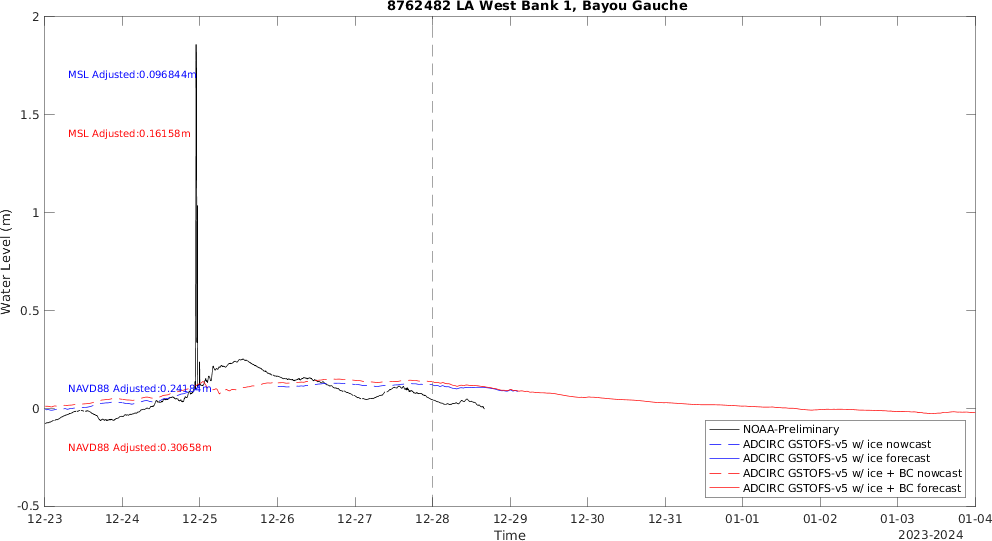 8762482 LA West Bank 1, Bayou Gauche
2
1.5
1
0.5
0
-0.5
Water Level (m)
MSL Adjusted:0.096844m
MSL Adjusted:0.16158m
NAVD88 Adjusted:
NAVD88 Adjusted:0.30658m
NOAA-Preliminary
ADCIRC GSTOFS-v5 w/ ice nowcast
ADCIRC GSTOFS-v5 w/ ice forecast
ADCIRC GSTOFS-v5 w/ ice + BC nowcast
ADCIRC GSTOFS-v5 w/ ice + BC forecast
12-23 12-24 12-25 12-26 12-27 12-28 12-29 12-30 12-31 01-01 01-02 01-03 01-04
Time
2023-2024